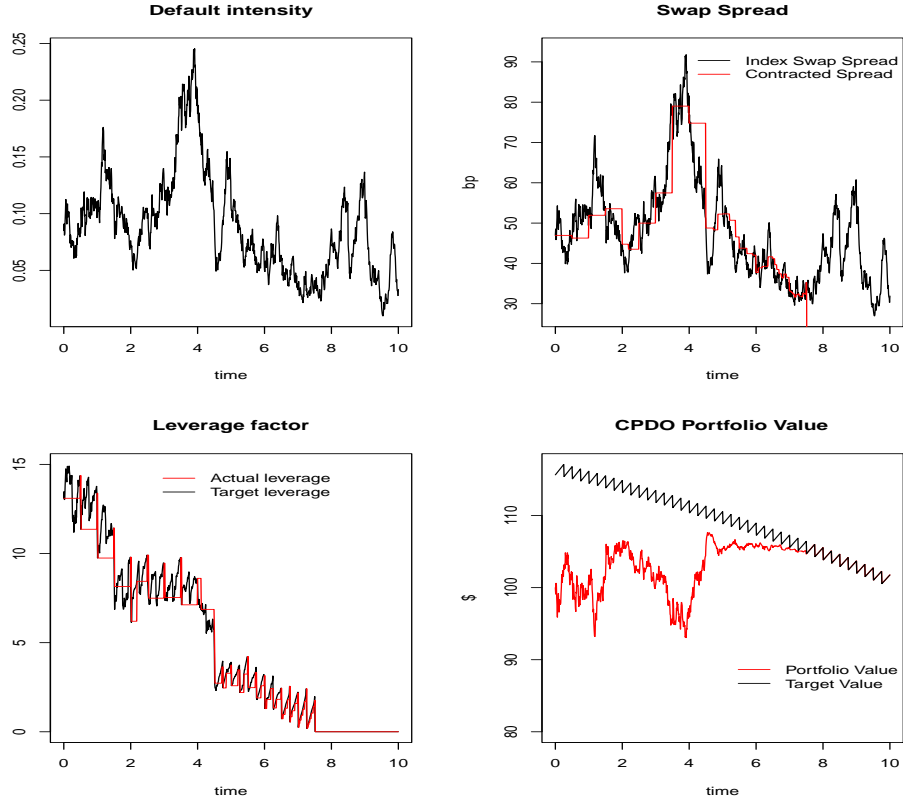 Default intensity
0.25
0.20
0.15
0.10
0.05
0 2 4 6 8 10
time
Swap Spread
Index Swap Spread
Contracted Spread
bp
90
80
70
60
50
40
30
0 2 4 6 8 10
time
Leverage factor
Actual leverage
Target leverage
15
10
5
0
0 2 4 6 8 10
time
CPDO Portfolio Value
$
110
100
90
80
Portfolio Value
Target Value
0 2 4 6 8 10
time